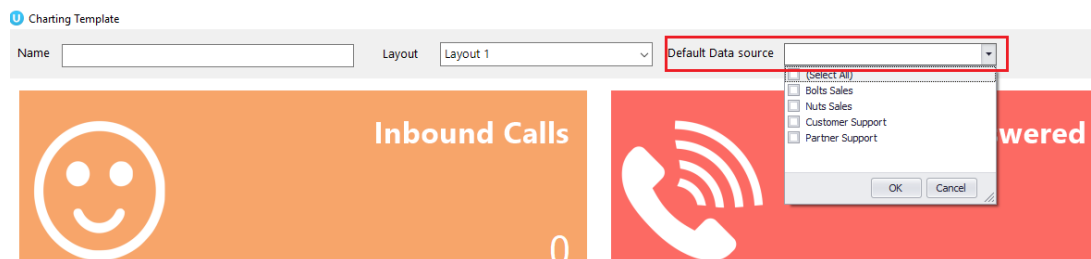 Charting Template
Name
Layout
Layout 1
Default Data source
(Select All)
Bolts Sales
Nuts Sales
Customer Support
Partner Support
OK
Cancel
Inbound Calls
0
wered